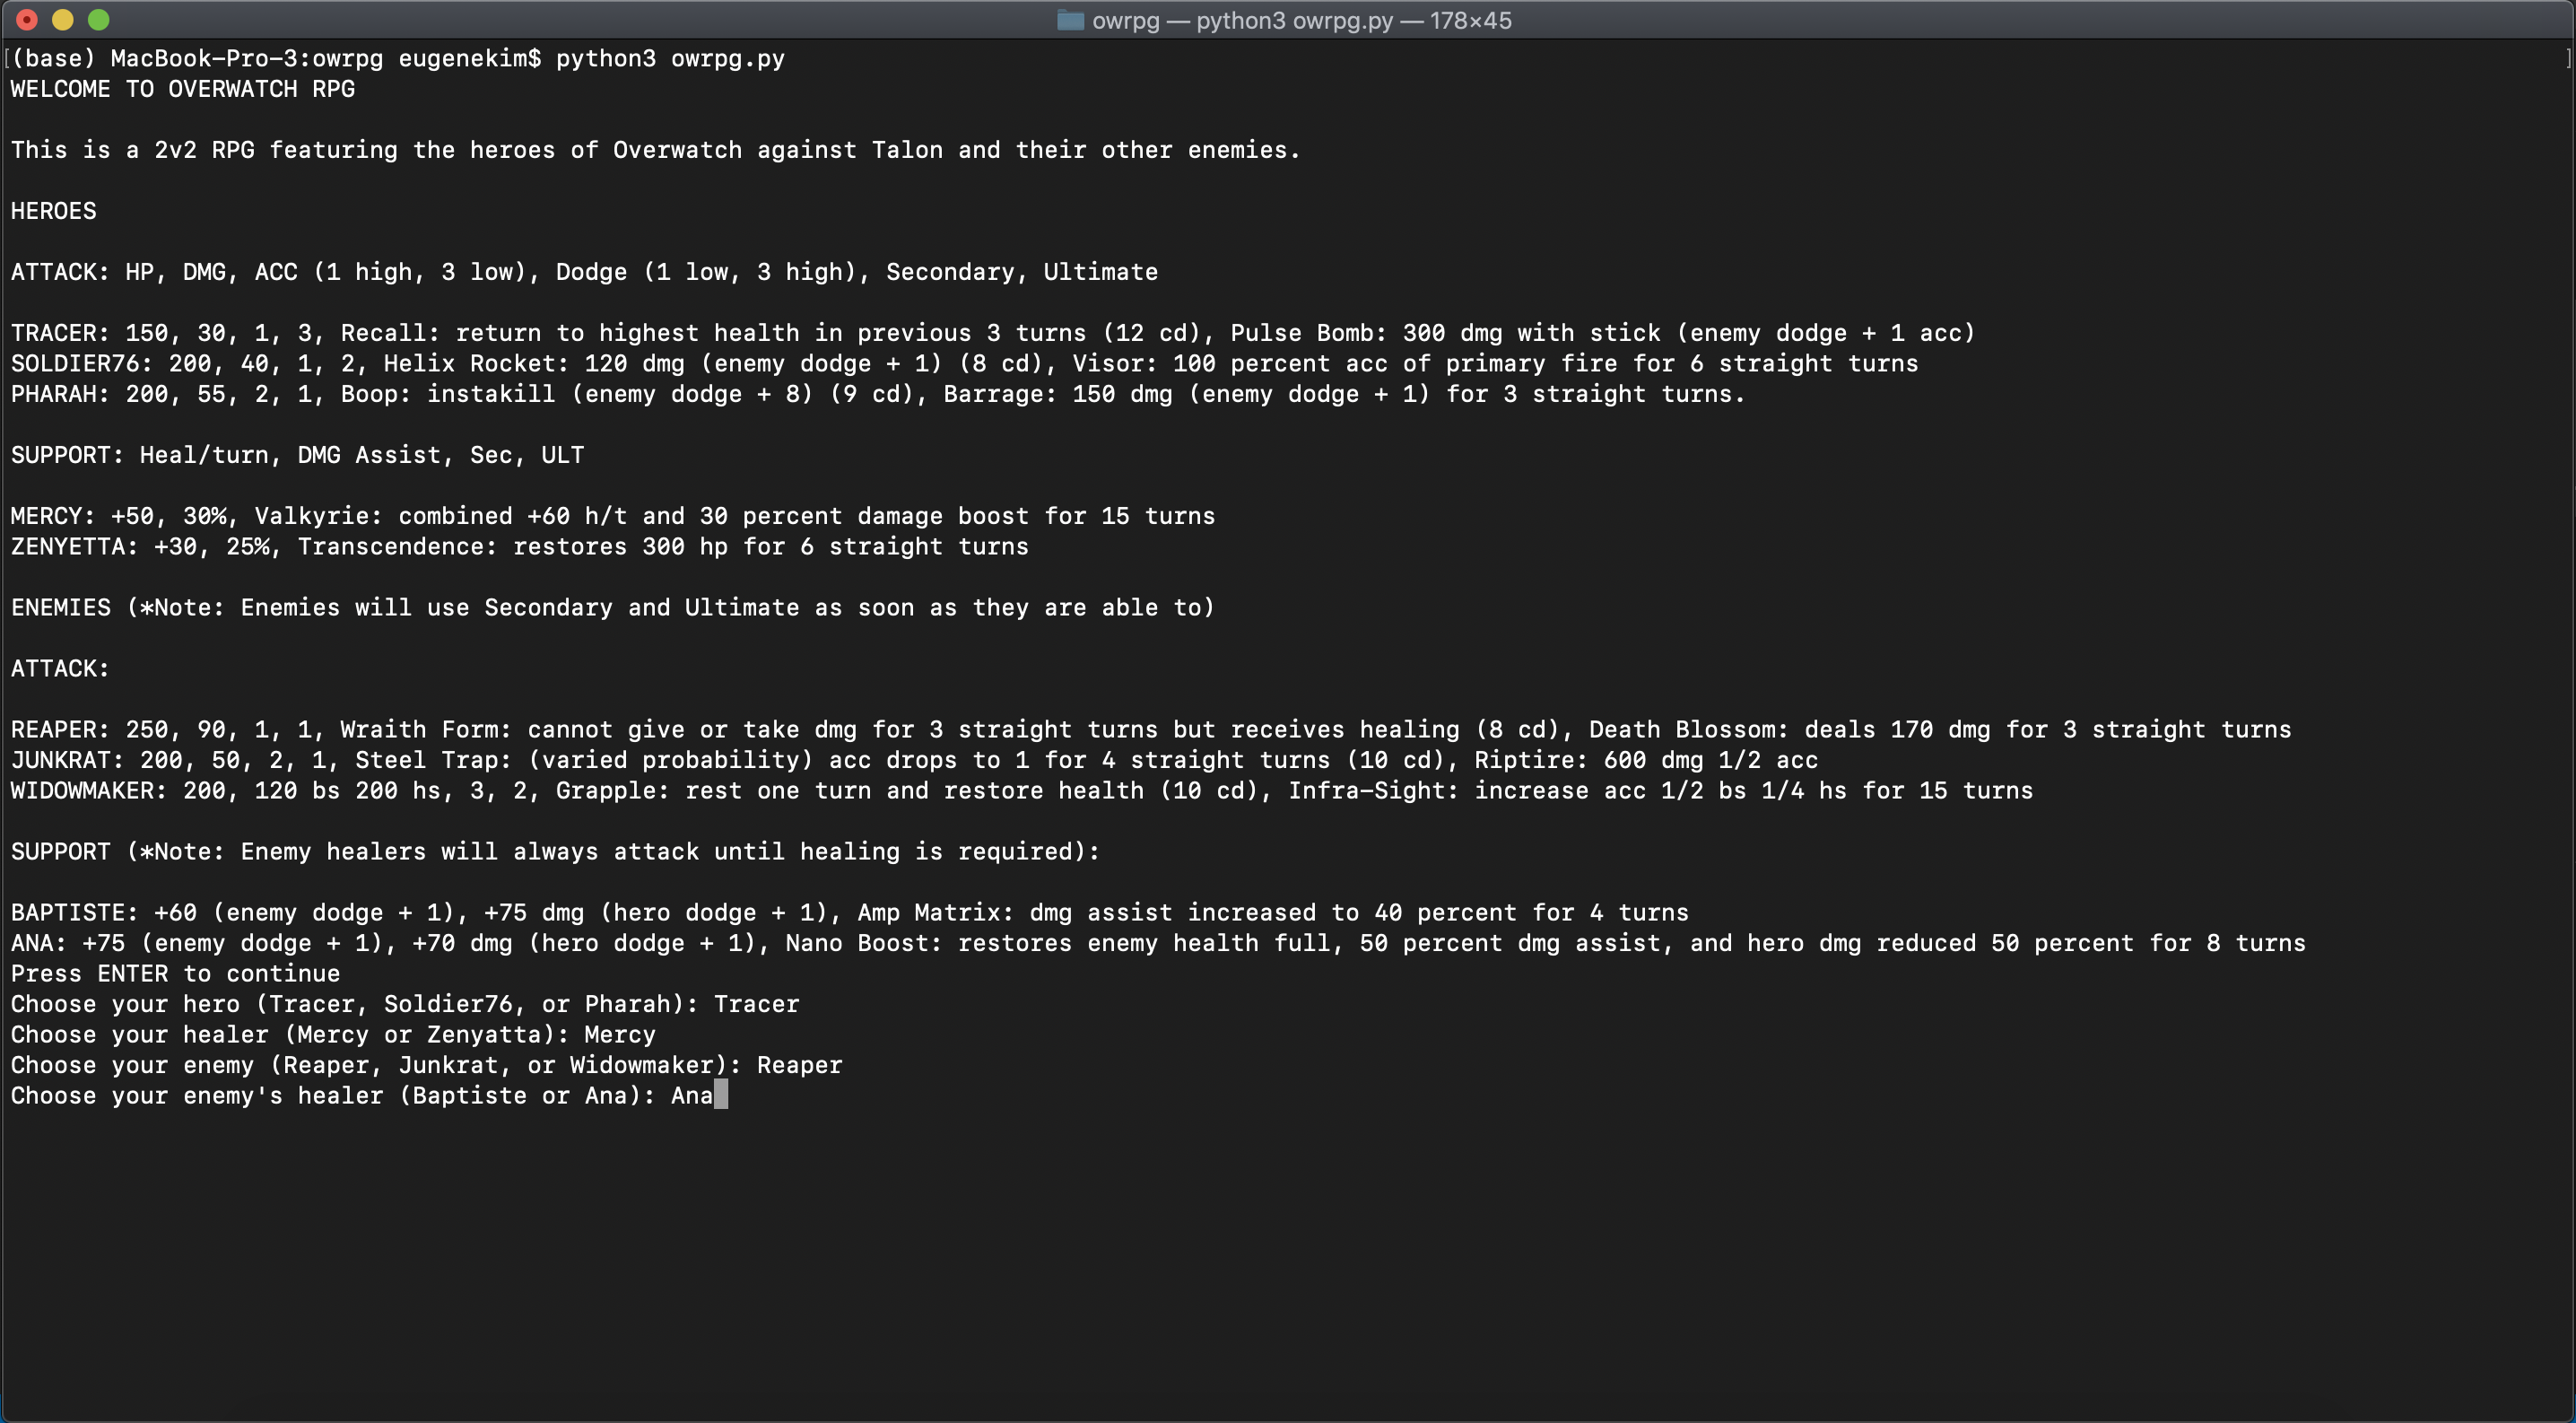 owrpg — python3 owrpg.py — 178×45
[(base) MacBook-Pro-3:owrpg eugenekim$ python3 owrpg.py ]
WELCOME TO OVERWATCH RPG
This is a 2v2 RPG featuring the heroes of Overwatch against Talon and their other enemies.
HEROES
ATTACK: HP, DMG, ACC (1 high, 3 low), Dodge (1 low, 3 high), Secondary, Ultimate
TRACER: 150, 30, 1, 3, Recall: return to highest health in previous 3 turns (12 cd), Pulse Bomb: 300 dmg with stick (enemy dodge + 1 acc)
SOLDIER76: 200, 40, 1, 2, Helix Rocket: 120 dmg (enemy dodge + 1) (8 cd), Visor: 100 percent acc of primary fire for 6 straight turns
PHARAH: 200, 55, 2, 1, Boop: instakill (enemy dodge + 8) (9 cd), Barrage: 150 dmg (enemy dodge + 1) for 3 straight turns.
SUPPORT: Heal/turn, DMG Assist, Sec, ULT
MERCY: +50, 30%, Valkyrie: combined +60 h/t and 30 percent damage boost for 15 turns
ZENYETTA: +30, 25%, Transcendence: restores 300 hp for 6 straight turns
ENEMIES (*Note: Enemies will use Secondary and Ultimate as soon as they are able to)
ATTACK:
REAPER: 250, 90, 1, 1, Wraith Form: cannot give or take dmg for 3 straight turns but receives healing (8 cd), Death Blossom: deals 170 dmg for 3 straight turns
JUNKRAT: 200, 50, 2, 1, Steel Trap: (varied probability) acc drops to 1 for 4 straight turns (10 cd), Riptire: 600 dmg 1/2 acc
WIDOWMAKER: 200, 120 bs 200 hs, 3, 2, Grapple: rest one turn and restore health (10 cd), Infra-Sight: increase acc 1/2 bs 1/4 hs for 15 turns
SUPPORT (*Note: Enemy healers will always attack until healing is required):
BAPTISTE: +60 (enemy dodge + 1), +75 dmg (hero dodge + 1), Amp Matrix: dmg assist increased to 40 percent for 4 turns
ANA: +75 (enemy dodge + 1), +70 dmg (hero dodge + 1), Nano Boost: restores enemy health full, 50 percent dmg assist, and hero dmg reduced 50 percent for 8 turns
Press ENTER to continue
Choose your hero (Tracer, Soldier76, or Pharah): Tracer
Choose your healer (Mercy or Zenyatta): Mercy
Choose your enemy (Reaper, Junkrat, or Widowmaker): Reaper
Choose your enemy's healer (Baptiste or Ana): Ana